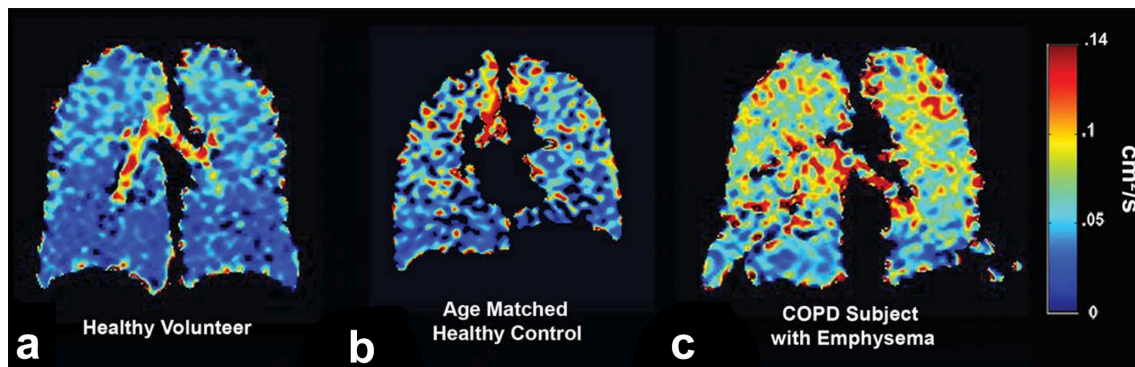 a
Healthy Volunteer
b
Age Matched
Healthy Control
c
COPD Subject
with Emphysema
.14
.1
.05
0
cm²/s